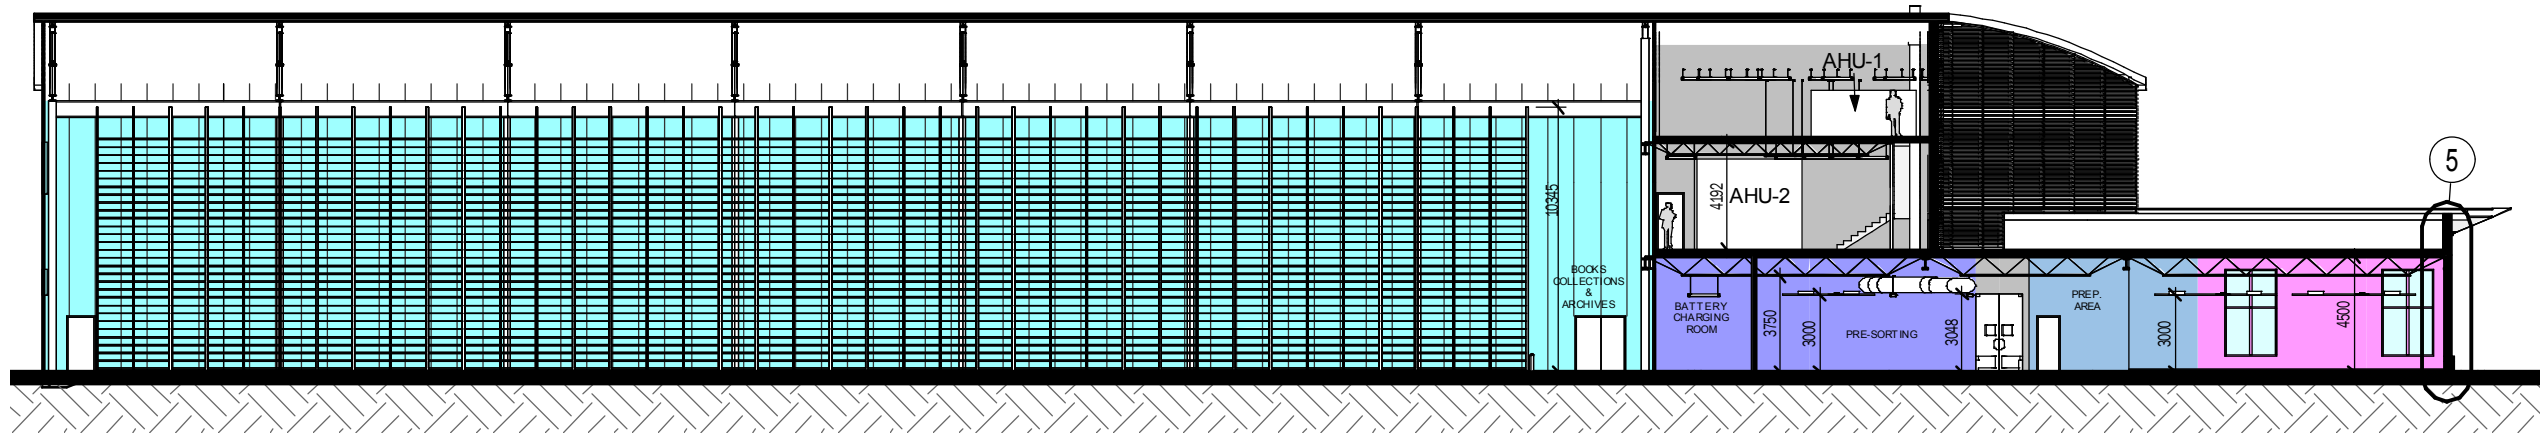 AHU-1
5
AHU-2
4192
10345
BOOKS
COLLECTIONS
&
ARCHIVES
BATTERY
CHARGING
ROOM
3750
3000
PRE-SORTING
3048
PREP.
AREA
3000
4500